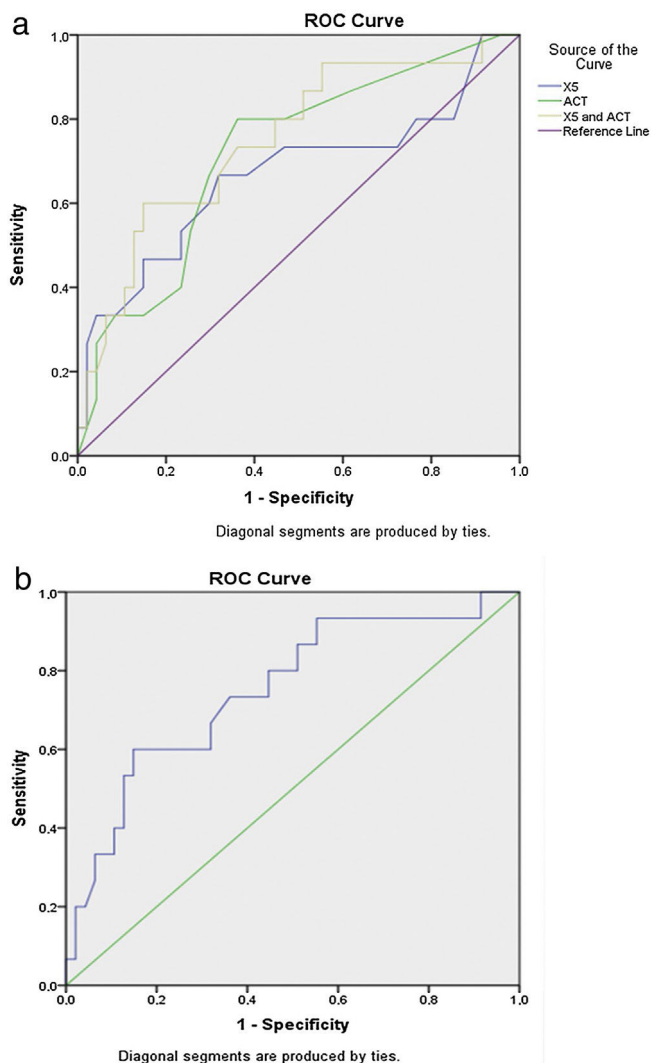 a
ROC Curve
Source of the
Curve
X5
ACT
X5 and ACT
Reference Line
1.0
0.8
0.6
0.4
0.2
0.0
Sensitivity
0.0 0.2 0.4 0.6 0.8 1.0
1 - Specificity
Diagonal segments are produced by ties.
b
ROC Curve
1.0
0.8
0.6
0.4
0.2
0.0
Sensitivity
0.0 0.2 0.4 0.6 0.8 1.0
1 - Specificity
Diagonal segments are produced by ties.